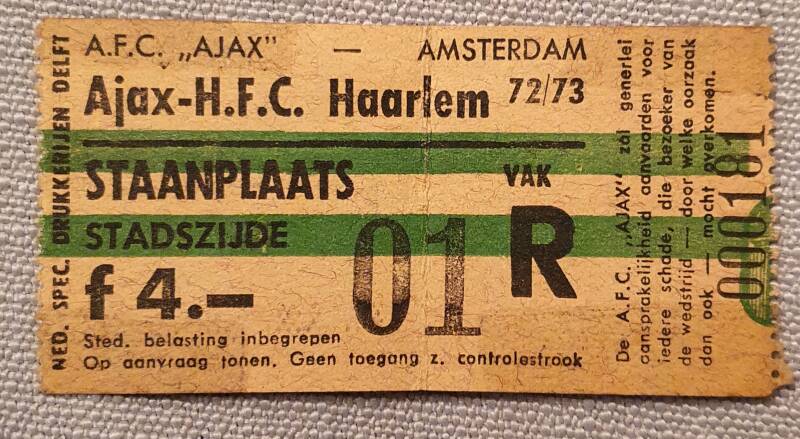 NED. SPEC. DRUKKERIJEN DELFT
A.F.C. „AJAX” — AMSTERDAM
Ajax-H.F.C. Haarlem 72/73
STAANPLAATS VAK
STADSZIJDE 01 R
f 4.-
Sted. belasting inbegrepen
Op aanvraag tonen. Geen toegang z. controlestrook
De A.F.C. „AJAX” zal generlei
aansprakelijkheid aanvaarden voor
iedere schade, die bezoeker van
de wedstrijd — door welke oorzaak
dan ook — mocht overkomen.
000181